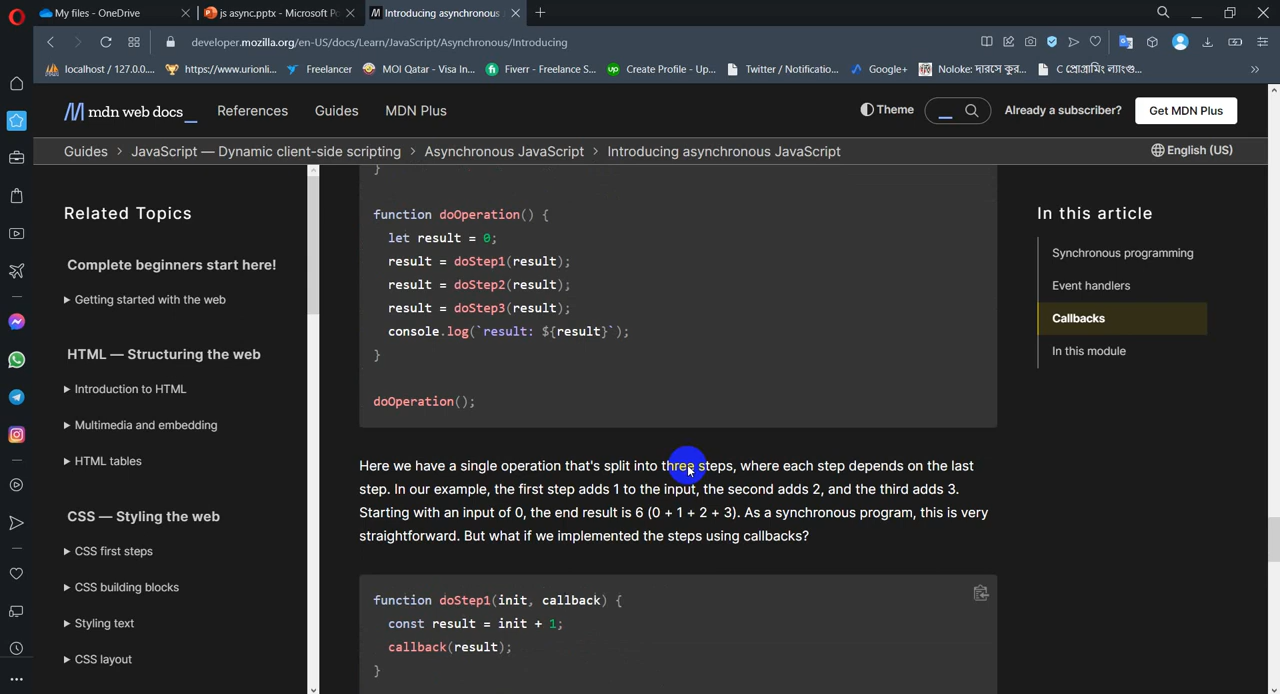 My files - OneDrive
js async.pptx - Microsoft P
Introducing asynchronous
developer.mozilla.org/en-US/docs/Learn/JavaScript/Asynchronous/Introducing
localhost / 127.0.0....
https://www.urionli...
Freelancer
MOI Qatar - Visa In...
Fiverr - Freelance S...
Create Profile - Up...
Twitter / Notificatio...
Google+
Noloke: দারসে কুর...
C প্রোগ্রামিং ল্যাংগু...
mdn web docs_
References
Guides
MDN Plus
Theme
Already a subscriber?
Get MDN Plus
Guides > JavaScript — Dynamic client-side scripting > Asynchronous JavaScript > Introducing asynchronous JavaScript
English (US)
Related Topics
Complete beginners start here!
Getting started with the web
HTML — Structuring the web
Introduction to HTML
Multimedia and embedding
HTML tables
CSS — Styling the web
CSS first steps
CSS building blocks
Styling text
CSS layout
}
function doOperation() {
let result = 0;
result = doStep1(result);
result = doStep2(result);
result = doStep3(result);
console.log(`result: ${result}`);
}
doOperation();
Here we have a single operation that's split into three steps, where each step depends on the last
step. In our example, the first step adds 1 to the input, the second adds 2, and the third adds 3.
Starting with an input of 0, the end result is 6 (0 + 1 + 2 + 3). As a synchronous program, this is very
straightforward. But what if we implemented the steps using callbacks?
function doStep1(init, callback) {
const result = init + 1;
callback(result);
}
In this article
Synchronous programming
Event handlers
Callbacks
In this module